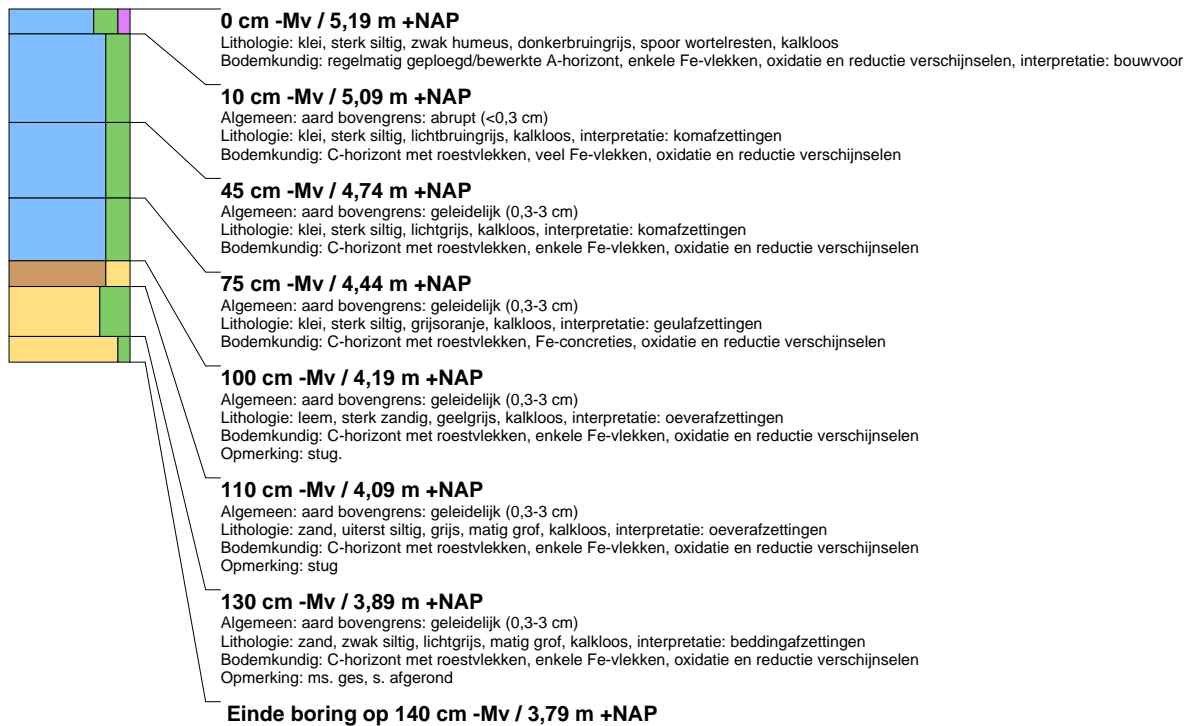 0 cm -Mv / 5,19 m +NAP
Lithologie: klei, sterk siltig, zwak humeus, donkerbruingrijs, spoor wortelresten, kalkloos
Bodemkundig: regelmatig geploegd/bewerkte A-horizont, enkele Fe-vlekken, oxidatie en reductie verschijnselen, interpretatie: bouwvoor
10 cm -Mv / 5,09 m +NAP
Algemeen: aard bovengrens: abrupt (<0,3 cm)
Lithologie: klei, sterk siltig, lichtbruingrijs, kalkloos, interpretatie: komafzettingen
Bodemkundig: C-horizont met roestvlekken, veel Fe-vlekken, oxidatie en reductie verschijnselen
45 cm -Mv / 4,74 m +NAP
Algemeen: aard bovengrens: geleidelijk (0,3-3 cm)
Lithologie: klei, sterk siltig, lichtgrijs, kalkloos, interpretatie: komafzettingen
Bodemkundig: C-horizont met roestvlekken, enkele Fe-vlekken, oxidatie en reductie verschijnselen
75 cm -Mv / 4,44 m +NAP
Algemeen: aard bovengrens: geleidelijk (0,3-3 cm)
Lithologie: klei, sterk siltig, grijsoranje, kalkloos, interpretatie: geulafzettingen
Bodemkundig: C-horizont met roestvlekken, Fe-concreties, oxidatie en reductie verschijnselen
100 cm -Mv / 4,19 m +NAP
Algemeen: aard bovengrens: geleidelijk (0,3-3 cm)
Lithologie: leem, sterk zandig, geelgrijs, kalkloos, interpretatie: oeverafzettingen
Bodemkundig: C-horizont met roestvlekken, enkele Fe-vlekken, oxidatie en reductie verschijnselen
Opmerking: stug.
110 cm -Mv / 4,09 m +NAP
Algemeen: aard bovengrens: geleidelijk (0,3-3 cm)
Lithologie: zand, uiterst siltig, grijs, matig grof, kalkloos, interpretatie: oeverafzettingen
Bodemkundig: C-horizont met roestvlekken, enkele Fe-vlekken, oxidatie en reductie verschijnselen
Opmerking: stug
130 cm -Mv / 3,89 m +NAP
Algemeen: aard bovengrens: geleidelijk (0,3-3 cm)
Lithologie: zand, zwak siltig, lichtgrijs, matig grof, kalkloos, interpretatie: beddingafzettingen
Bodemkundig: C-horizont met roestvlekken, enkele Fe-vlekken, oxidatie en reductie verschijnselen
Opmerking: ms. ges, s. afgerond
Einde boring op 140 cm -Mv / 3,79 m +NAP